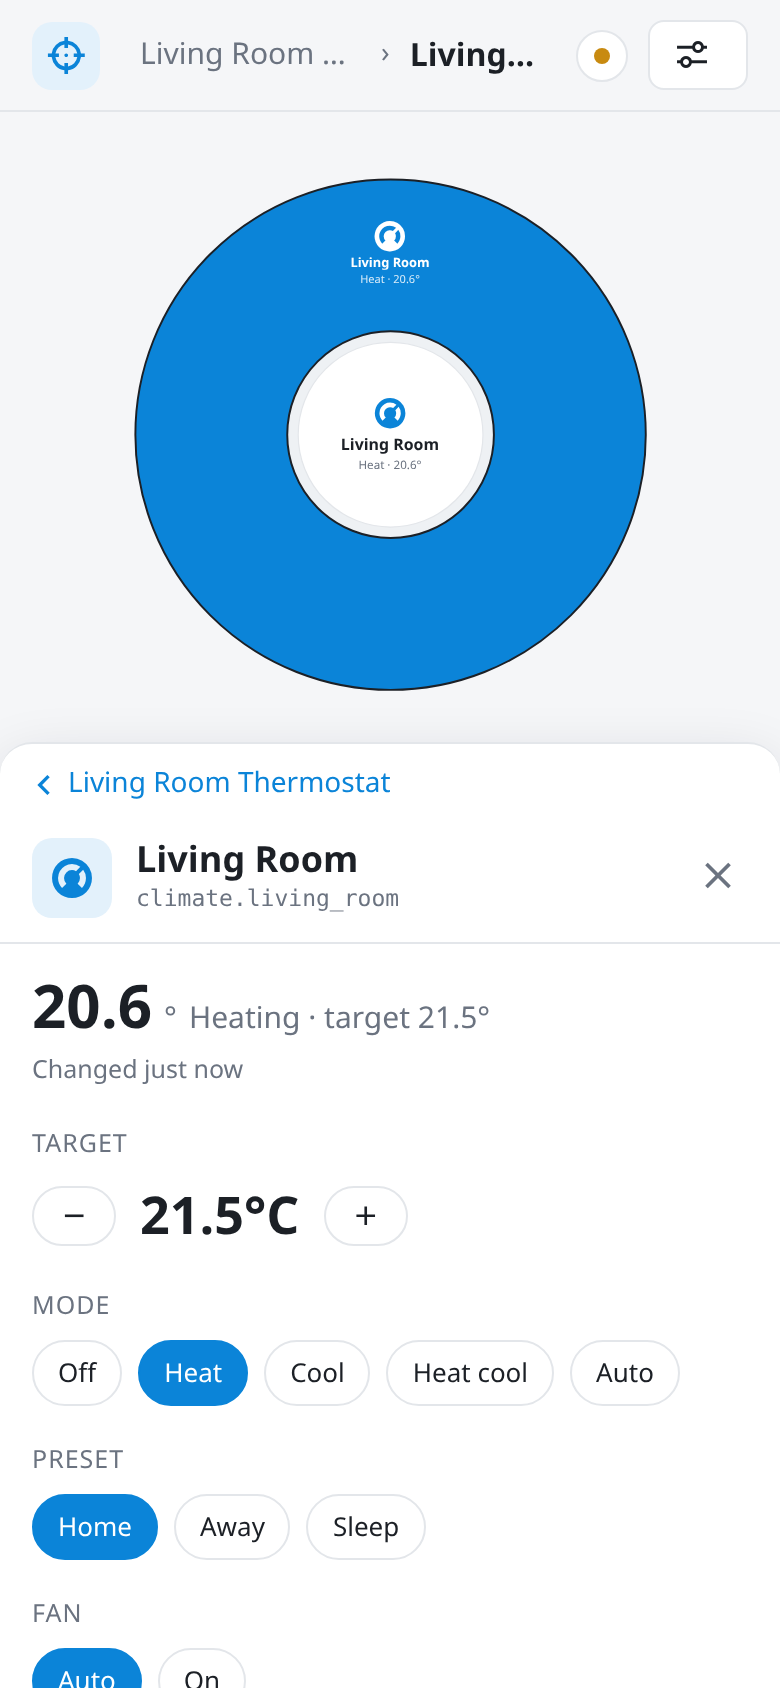 Living Room ... › Living...
Living Room
Heat · 20.6°
Living Room
Heat · 20.6°
Living Room Thermostat
Living Room
climate.living_room
20.6 ° Heating · target 21.5°
Changed just now
TARGET
− 21.5°C +
MODE
Off Heat Cool Heat cool Auto
PRESET
Home Away Sleep
FAN
Auto On